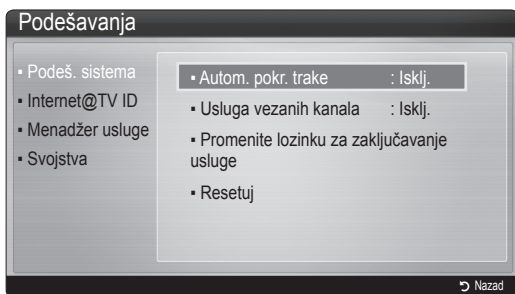 Podešavanja
▪ Podeš. sistema
▪ Internet@TV ID
▪ Menadžer usluge
▪ Svojstva
▪ Autom. pokr. trake : Isklj.
▪ Usluga vezanih kanala : Isklj.
▪ Promenite lozinku za zaključavanje
usluge
▪ Resetuj
Nazad